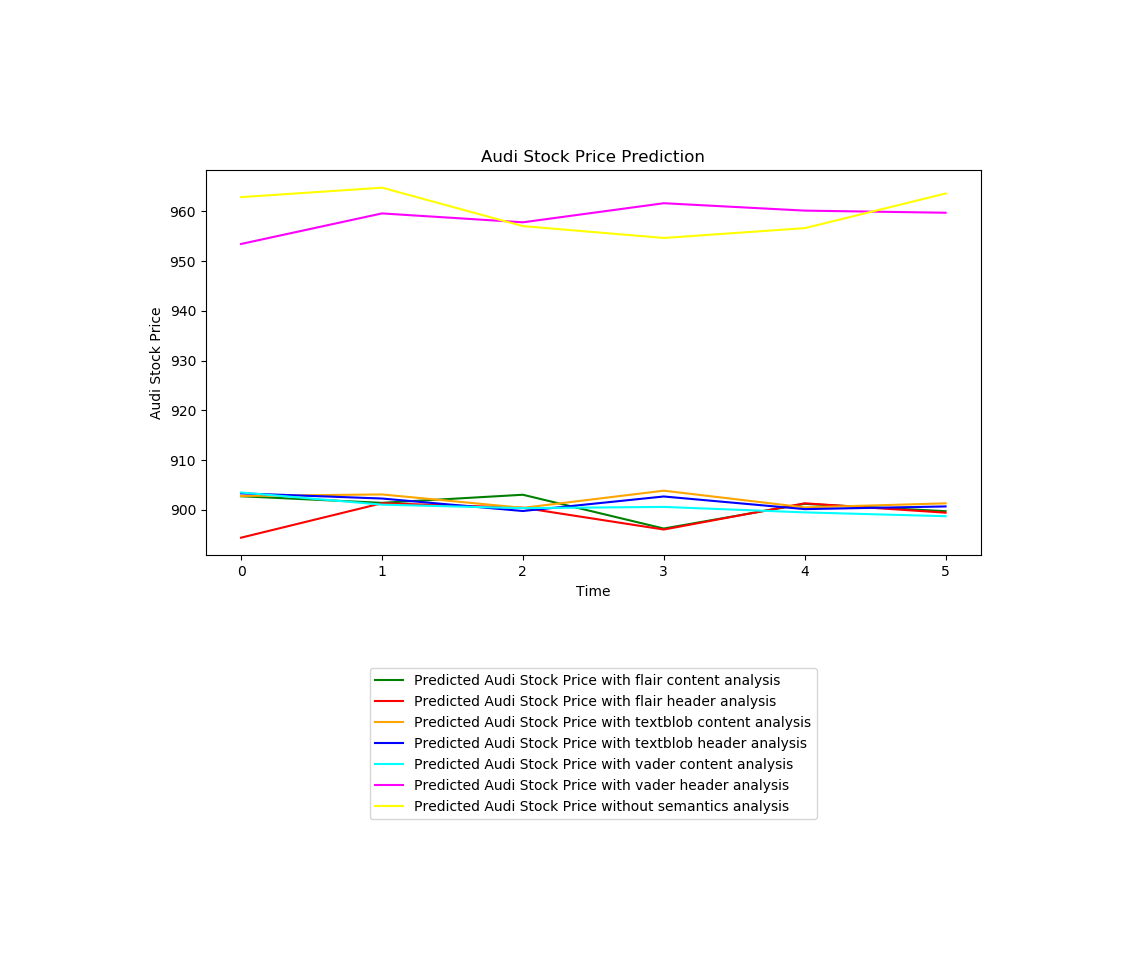 Audi Stock Price Prediction
Audi Stock Price
960
950
940
930
920
910
900
0 1 2 3 4 5
Time
Predicted Audi Stock Price with flair content analysis
Predicted Audi Stock Price with flair header analysis
Predicted Audi Stock Price with textblob content analysis
Predicted Audi Stock Price with textblob header analysis
Predicted Audi Stock Price with vader content analysis
Predicted Audi Stock Price with vader header analysis
Predicted Audi Stock Price without semantics analysis